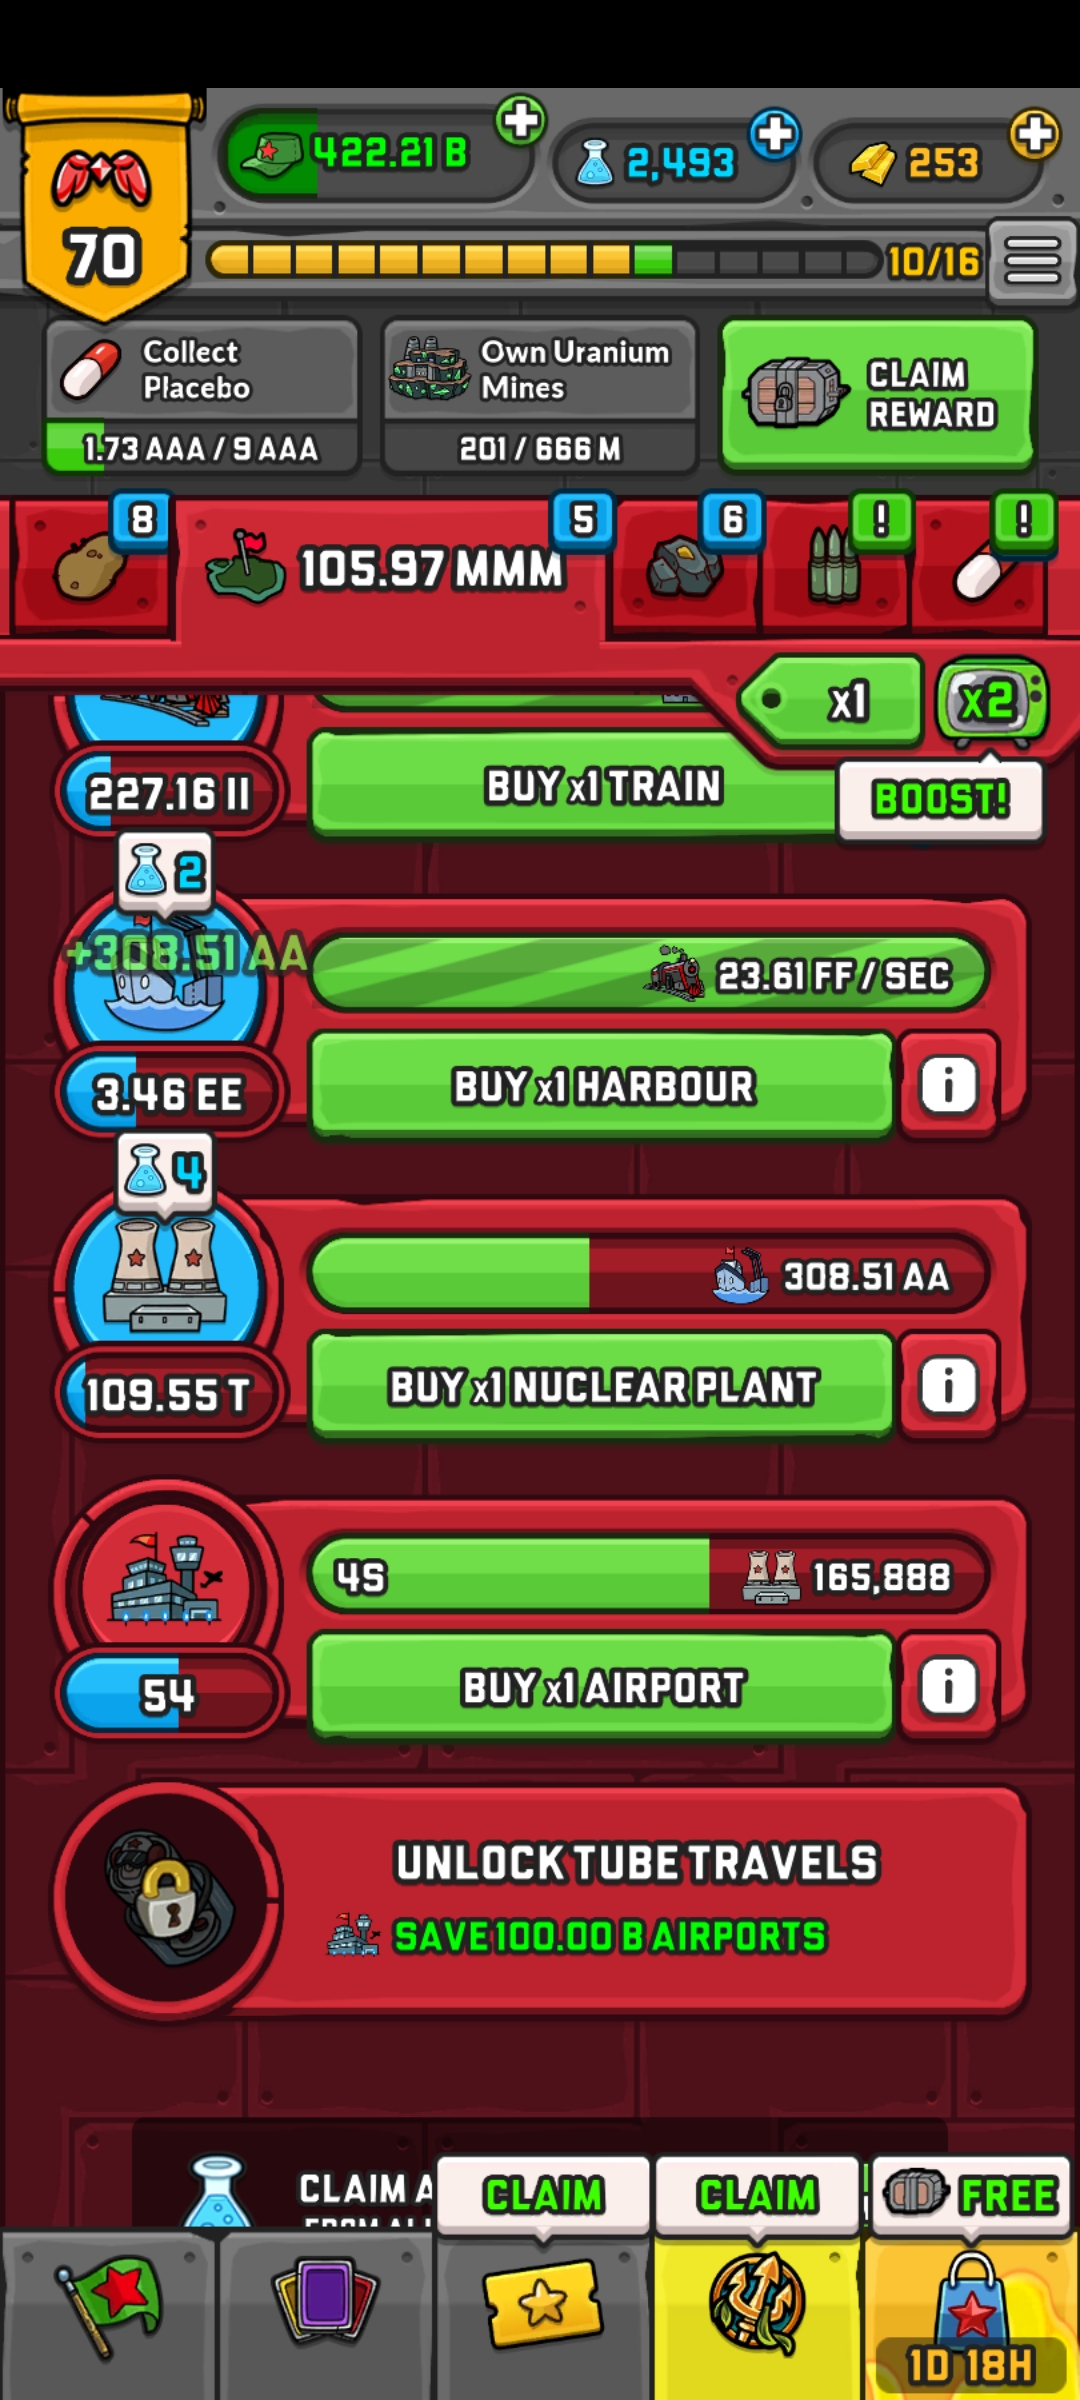 70
422.21 B
2,493
253
10/16
Collect
Placebo
1.73 AAA / 9 AAA
Own Uranium
Mines
201 / 666 M
CLAIM
REWARD
8
105.97 MMM
5
6
!
!
x1
x2
BOOST!
227.16 II
BUY x1 TRAIN
2
+308.51 AA
23.61 FF / SEC
3.46 EE
BUY x1 HARBOUR
i
4
308.51 AA
109.55 T
BUY x1 NUCLEAR PLANT
i
4S
165,888
54
BUY x1 AIRPORT
i
UNLOCK TUBE TRAVELS
SAVE 100.00 B AIRPORTS
CLAIM A
CLAIM
CLAIM
FREE
1D 18H